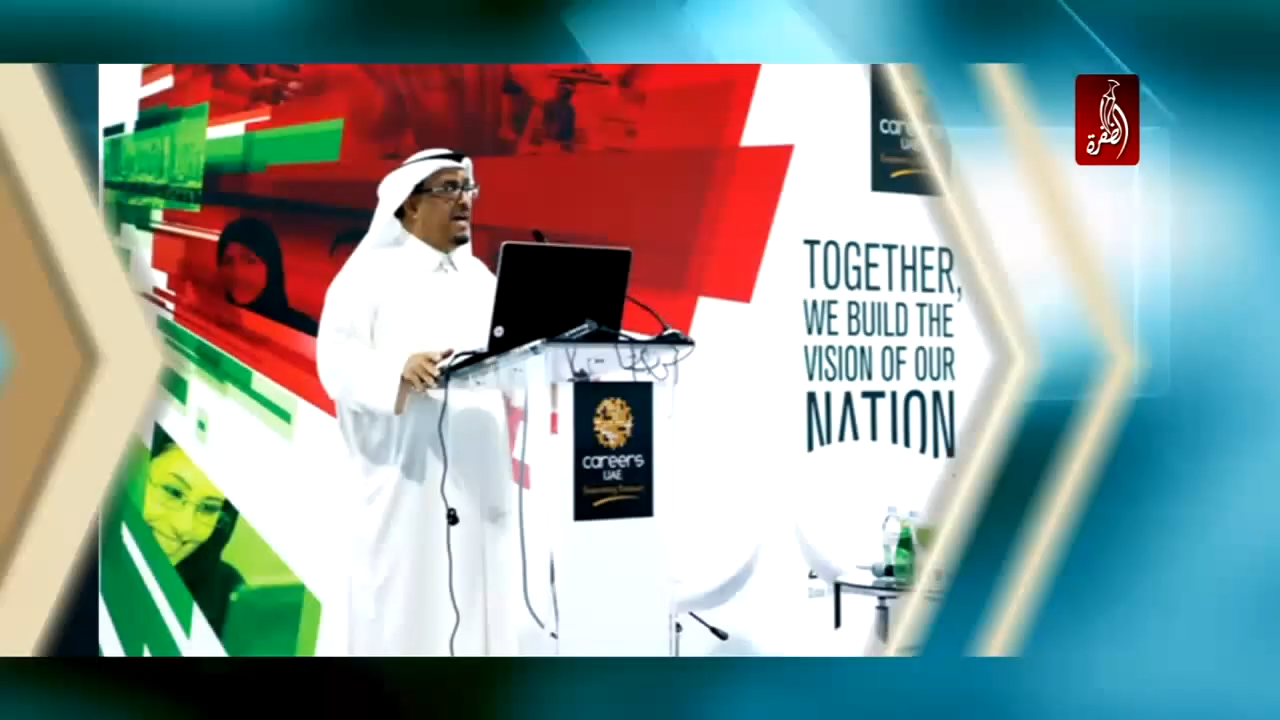 الظفرة
careers
UAE
TOGETHER,
WE BUILD THE
VISION OF OUR
NATION
careers
UAE